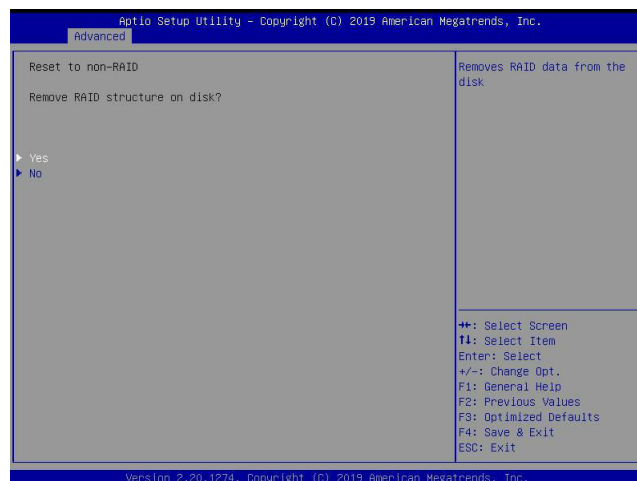 Aptio Setup Utility – Copyright (C) 2019 American Megatrends, Inc.
Advanced
Reset to non-RAID
Remove RAID structure on disk?
Yes
No
Removes RAID data from the
disk
→←: Select Screen
↑↓: Select Item
Enter: Select
+/-: Change Opt.
F1: General Help
F2: Previous Values
F3: Optimized Defaults
F4: Save & Exit
ESC: Exit
Version 2.20.1274. Copyright (C) 2019 American Megatrends, Inc.